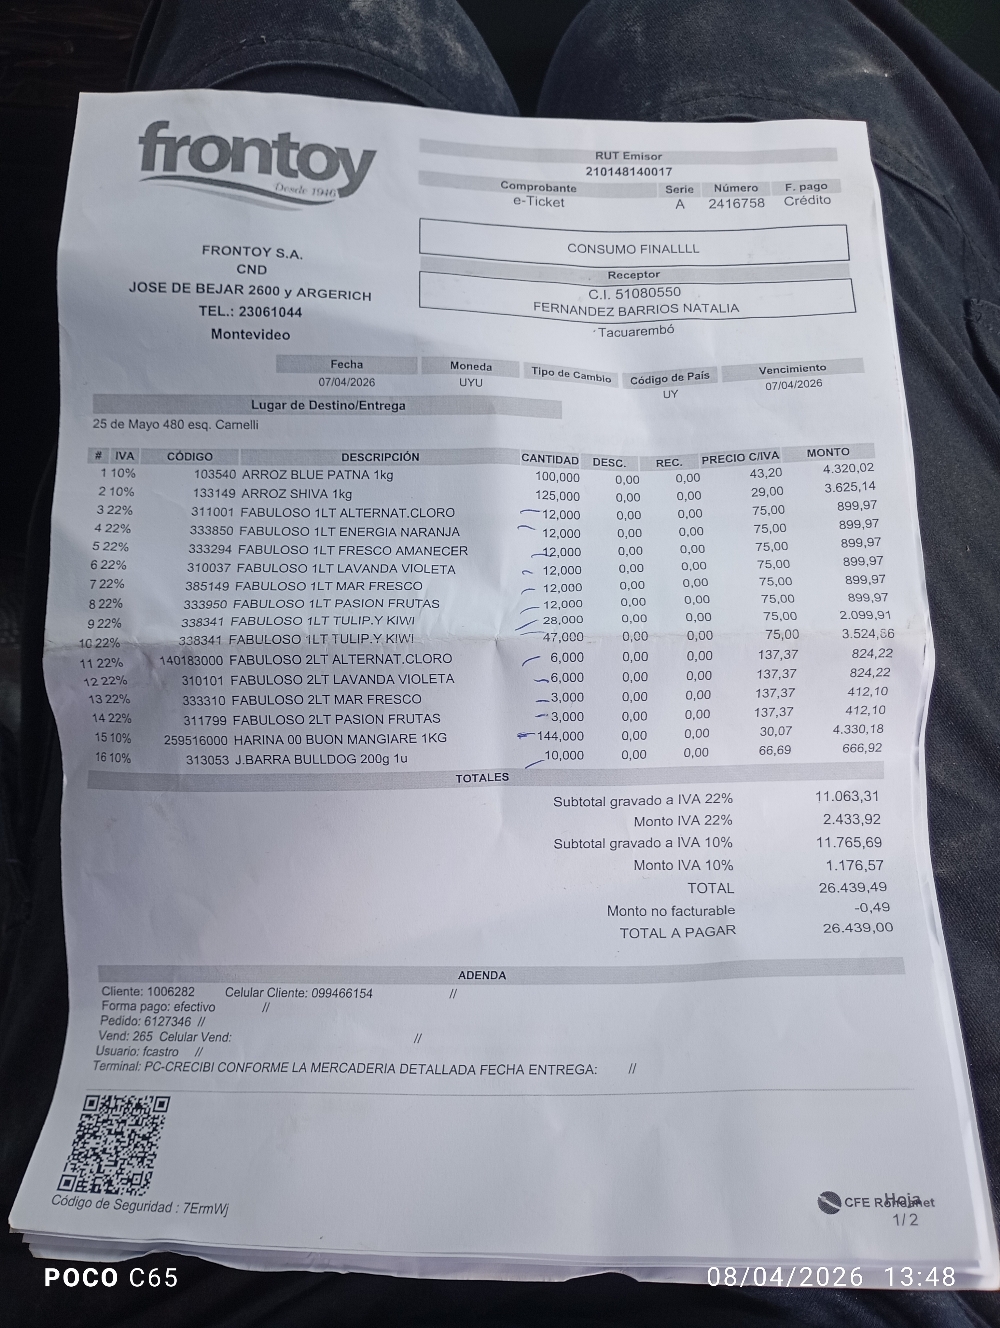 frontoy
Desde 1946
RUT Emisor
210148140017
Comprobante Serie Número F. pago
e-Ticket A 2416758 Crédito
CONSUMO FINALLLL
Receptor
C.I. 51080550
FERNANDEZ BARRIOS NATALIA
Tacuarembó
FRONTOY S.A.
CND
JOSE DE BEJAR 2600 y ARGERICH
TEL.: 23061044
Montevideo
Fecha Moneda Tipo de Cambio Código de País Vencimiento
07/04/2026 UYU UY 07/04/2026
Lugar de Destino/Entrega
25 de Mayo 480 esq. Carnelli
# IVA CÓDIGO DESCRIPCIÓN CANTIDAD DESC. REC. PRECIO C/IVA MONTO
1 10% 103540 ARROZ BLUE PATNA 1kg 100,000 0,00 0,00 43,20 4.320,02
2 10% 133149 ARROZ SHIVA 1kg 125,000 0,00 0,00 29,00 3.625,14
3 22% 311001 FABULOSO 1LT ALTERNAT.CLORO 12,000 0,00 0,00 75,00 899,97
4 22% 333850 FABULOSO 1LT ENERGIA NARANJA 12,000 0,00 0,00 75,00 899,97
5 22% 333294 FABULOSO 1LT FRESCO AMANECER 12,000 0,00 0,00 75,00 899,97
6 22% 310037 FABULOSO 1LT LAVANDA VIOLETA 12,000 0,00 0,00 75,00 899,97
7 22% 385149 FABULOSO 1LT MAR FRESCO 12,000 0,00 0,00 75,00 899,97
8 22% 333950 FABULOSO 1LT PASION FRUTAS 12,000 0,00 0,00 75,00 899,97
9 22% 338341 FABULOSO 1LT TULIP.Y KIWI 28,000 0,00 0,00 75,00 2.099,91
10 22% 338341 FABULOSO 1LT TULIP.Y KIWI 47,000 0,00 0,00 75,00 3.524,86
11 22% 140183000 FABULOSO 2LT ALTERNAT.CLORO 6,000 0,00 0,00 137,37 824,22
12 22% 310101 FABULOSO 2LT LAVANDA VIOLETA 6,000 0,00 0,00 137,37 824,22
13 22% 333310 FABULOSO 2LT MAR FRESCO 3,000 0,00 0,00 137,37 412,10
14 22% 311799 FABULOSO 2LT PASION FRUTAS 3,000 0,00 0,00 137,37 412,10
15 10% 259516000 HARINA 00 BUON MANGIARE 1KG 144,000 0,00 0,00 30,07 4.330,18
16 10% 313053 J.BARRA BULLDOG 200g 1u 10,000 0,00 0,00 66,69 666,92
TOTALES
Subtotal gravado a IVA 22% 11.063,31
Monto IVA 22% 2.433,92
Subtotal gravado a IVA 10% 11.765,69
Monto IVA 10% 1.176,57
TOTAL 26.439,49
Monto no facturable -0,49
TOTAL A PAGAR 26.439,00
ADENDA
Cliente: 1006282 Celular Cliente: 099466154 //
Forma pago: efectivo //
Pedido: 6127346 //
Vend: 265 Celular Vend: //
Usuario: fcastro //
Terminal: PC-CRECIBI CONFORME LA MERCADERIA DETALLADA FECHA ENTREGA: //
Código de Seguridad : 7ErmWj
CFE
Hoja
1/2
POCO C65
08/04/2026 13:48